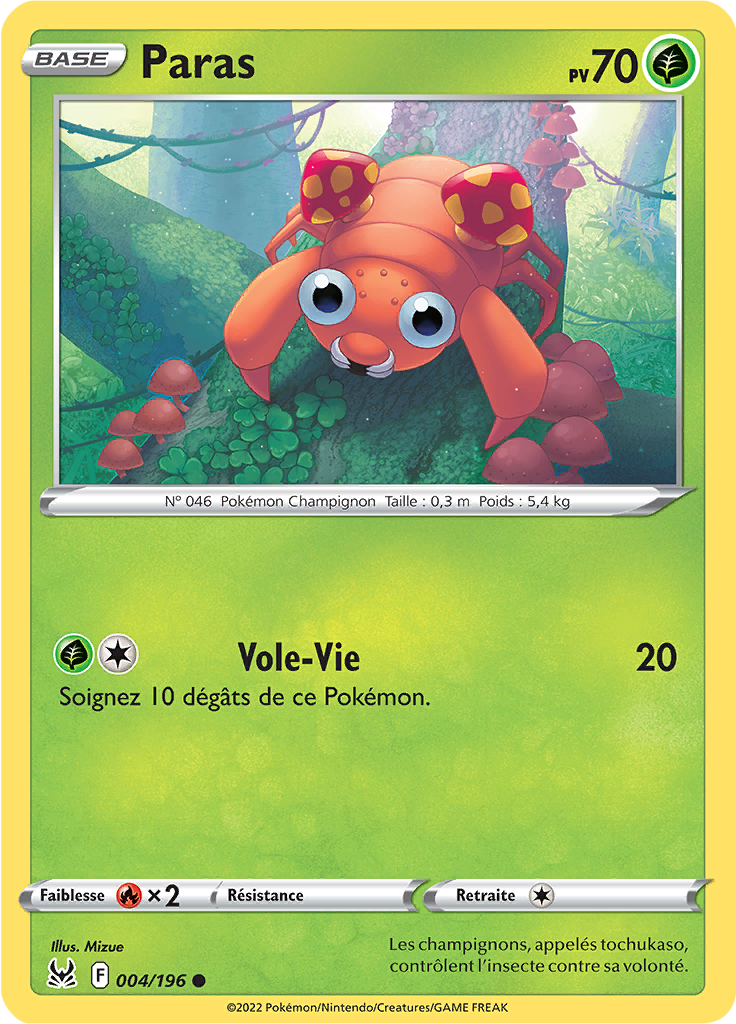 BASE
Paras
PV70
N° 046 Pokémon Champignon Taille : 0,3 m Poids : 5,4 kg
Vole-Vie 20
Soignez 10 dégâts de ce Pokémon.
Faiblesse ×2 Résistance Retraite
Illus. Mizue
F 004/196
Les champignons, appelés tochukaso,
contrôlent l'insecte contre sa volonté.
©2022 Pokémon/Nintendo/Creatures/GAME FREAK